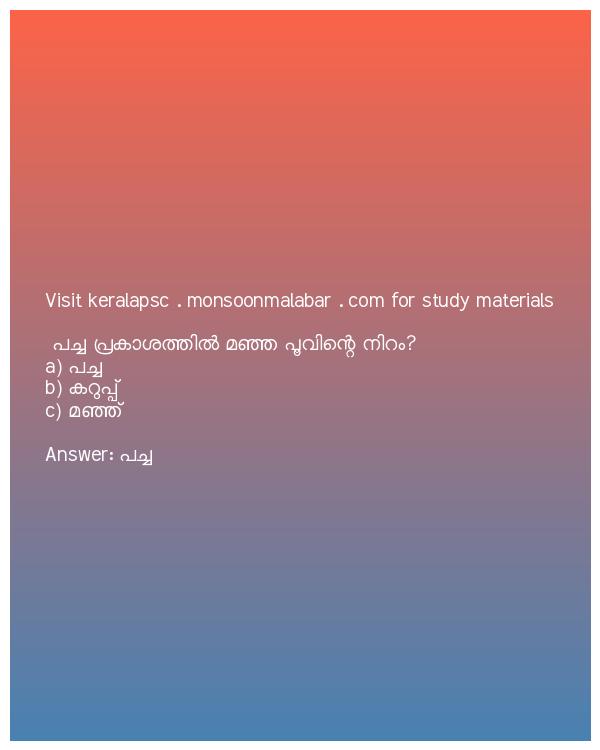 Visit keralapsc . monsoonmalabar . com for study materials
പച്ച പ്രകാശത്തിൽ മഞ്ഞ പൂവിന്റെ നിറം?
a) പച്ച
b) കറുപ്പ്
c) മഞ്ഞ്
Answer: പച്ച